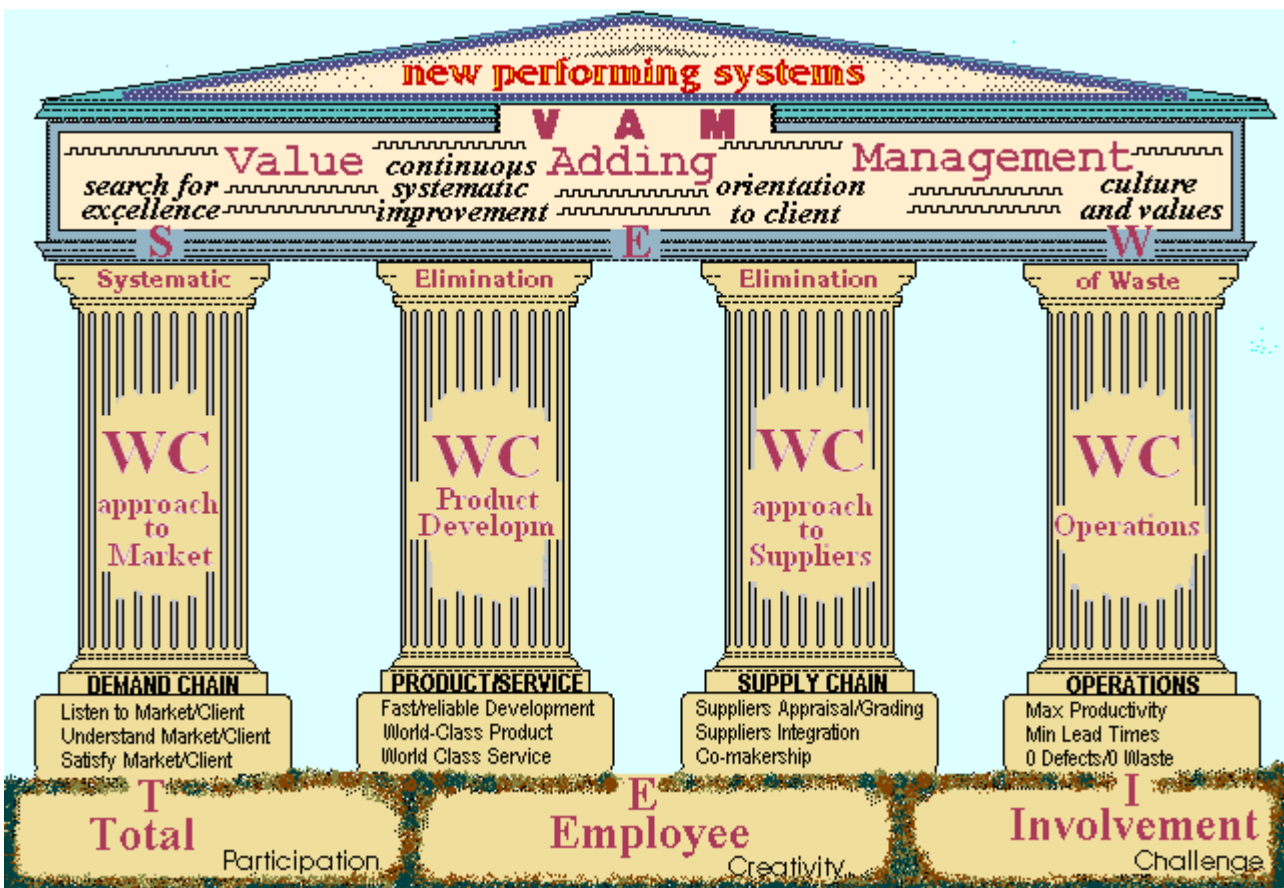 new performing systems
V A M
Value Adding Management
search for
excellence
continuous
systematic
improvement
orientation
to client
culture
and values
S E W
Systematic
Elimination
Elimination
of Waste
WC
approach
to
Market
WC
Product
Developm
WC
approach
to
Suppliers
WC
Operations
DEMAND CHAIN
Listen to Market/Client
Understand Market/Client
Satisfy Market/Client
PRODUCT/SERVICE
Fast/reliable Development
World-Class Product
World Class Service
SUPPLY CHAIN
Suppliers Appraisal/Grading
Suppliers Integration
Co-makership
OPERATIONS
Max Productivity
Min Lead Times
0 Defects/0 Waste
T E I
Total Employee Involvement
Participation Creativity... Challenge